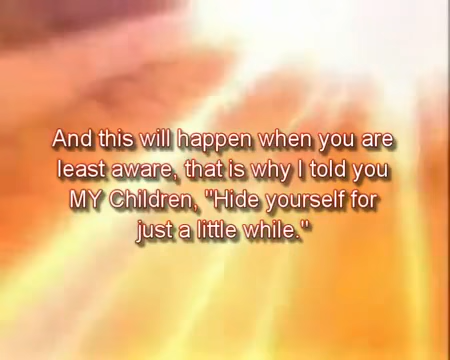 And this will happen when you are
least aware, that is why I told you
MY Children, "Hide yourself for
just a little while."